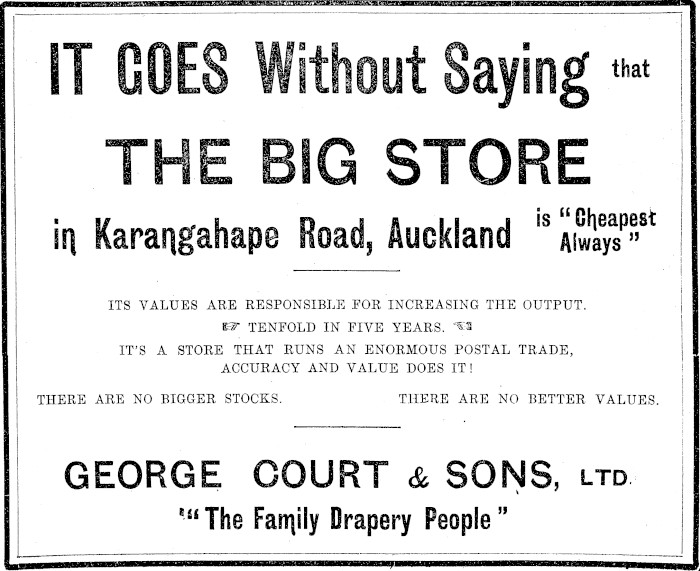 IT GOES Without Saying that
THE BIG STORE
in Karangahape Road, Auckland is "Cheapest Always"
ITS VALUES ARE RESPONSIBLE FOR INCREASING THE OUTPUT.
☞ TENFOLD IN FIVE YEARS. ☜
IT'S A STORE THAT RUNS AN ENORMOUS POSTAL TRADE,
ACCURACY AND VALUE DOES IT!
THERE ARE NO BIGGER STOCKS. THERE ARE NO BETTER VALUES.
GEORGE COURT & SONS, LTD.
"The Family Drapery People"